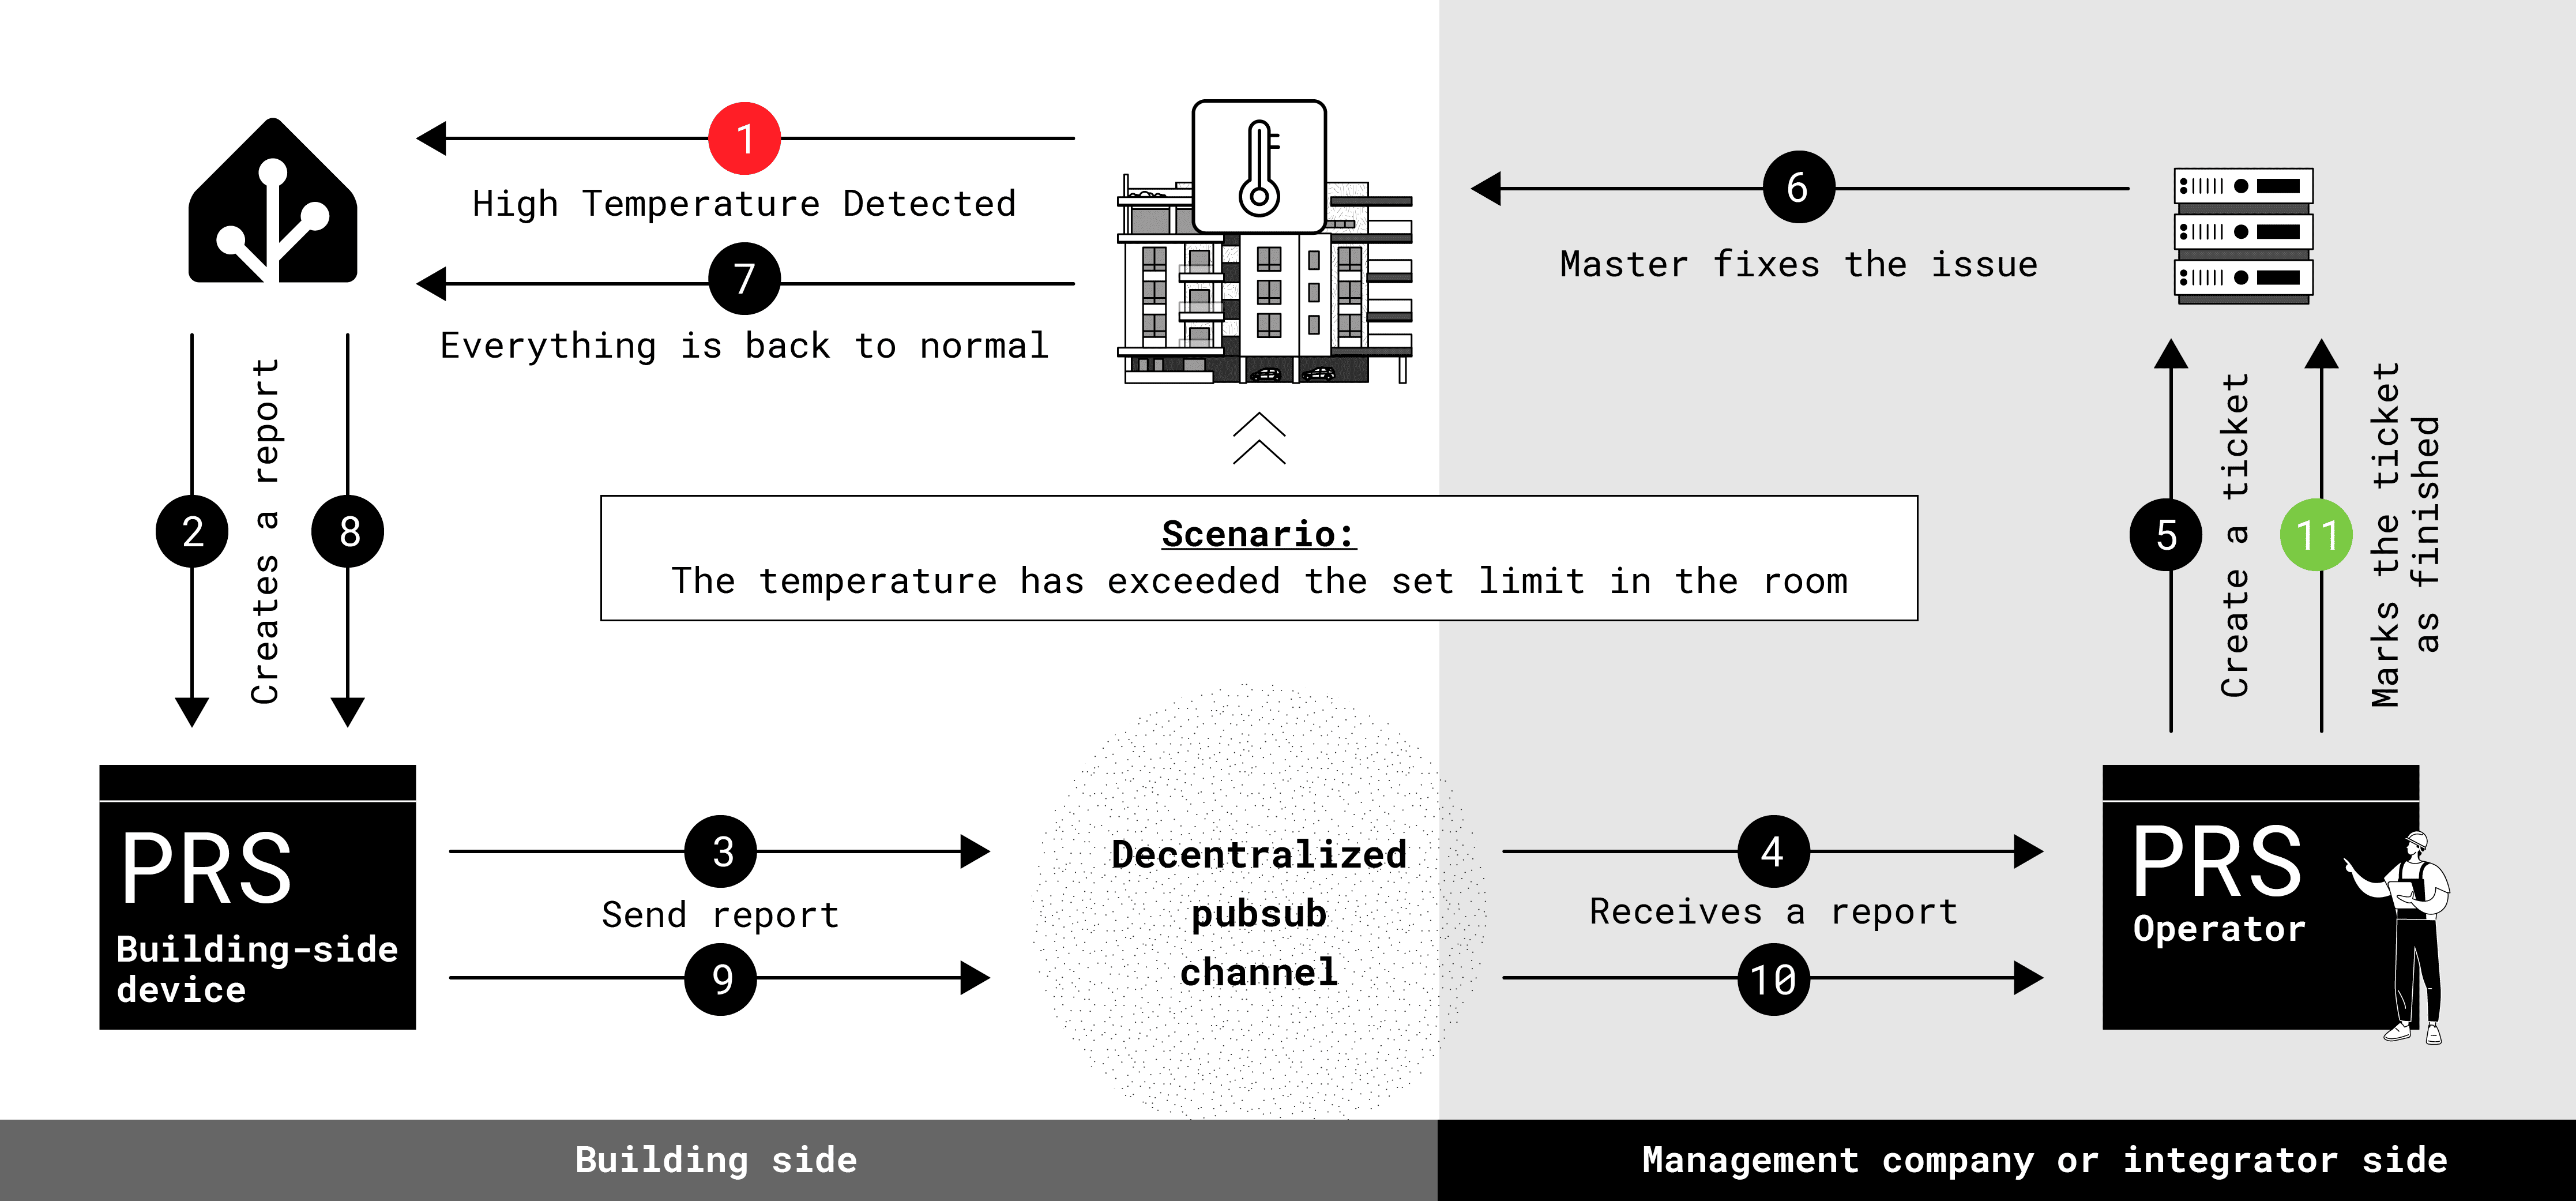 1
High Temperature Detected
7
Everything is back to normal
6
Master fixes the issue
2
Creates a report
8
Scenario:
The temperature has exceeded the set limit in the room
5
Create a ticket
11
Marks the ticket
as finished
PRS
Building-side
device
3
Send report
9
Decentralized
pubsub
channel
4
Receives a report
10
PRS
Operator
Building side
Management company or integrator side